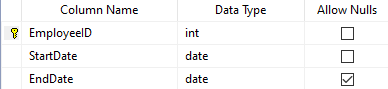 Column Name Data Type Allow Nulls
EmployeeID int
StartDate date
EndDate date